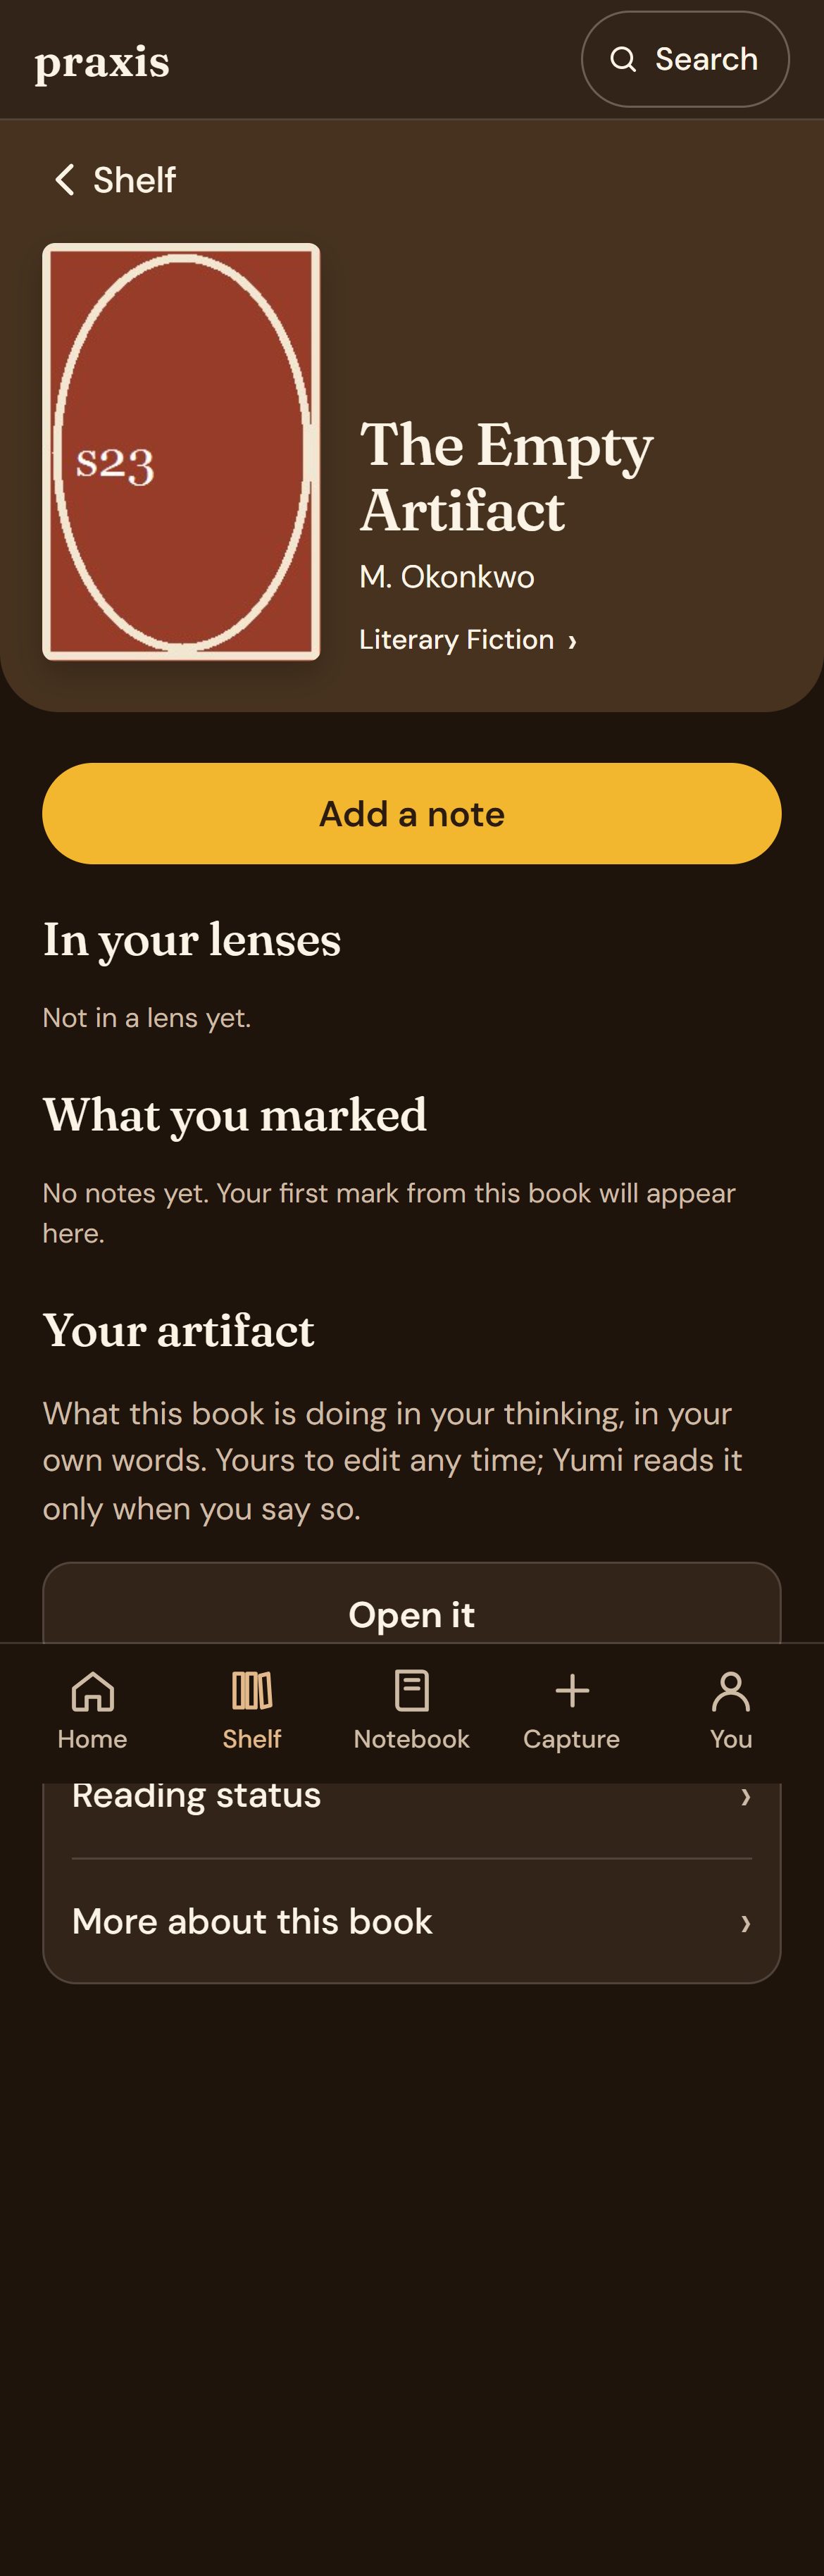 praxis
Search
Shelf
s23
The Empty
Artifact
M. Okonkwo
Literary Fiction ›
Add a note
In your lenses
Not in a lens yet.
What you marked
No notes yet. Your first mark from this book will appear
here.
Your artifact
What this book is doing in your thinking, in your
own words. Yours to edit any time; Yumi reads it
only when you say so.
Open it
Home
Shelf
Notebook
Capture
You
Reading status ›
More about this book ›